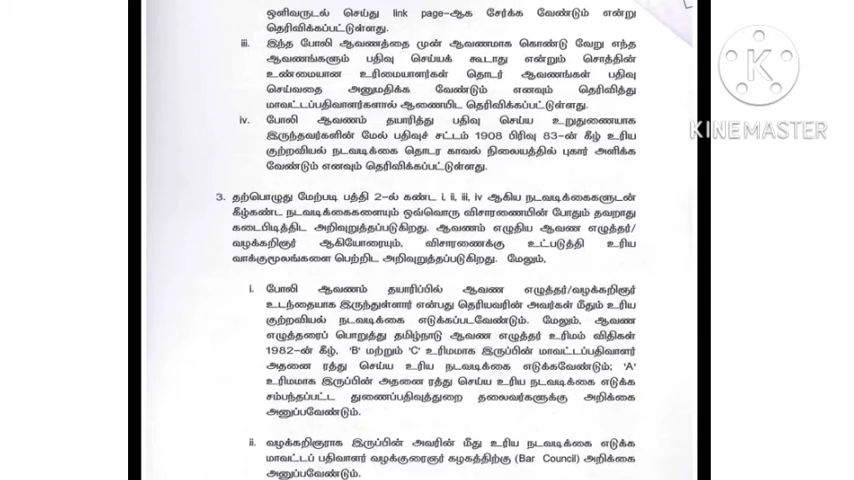 ஒளிவருடல் செய்து link page-ஆக சேர்க்க வேண்டும் என்று
தெரிவிக்கப்பட்டுள்ளது.
iii. இந்த போலி ஆவணத்தை முன் ஆவணமாக கொண்டு வேறு எந்த
ஆவணங்களும் பதிவு செய்யக் கூடாது என்றும் சொத்தின்
உண்மையான உரிமையாளர்கள் தொடர் ஆவணங்கள் பதிவு
செய்வதை அனுமதிக்க வேண்டும் எனவும் தெரிவித்து
மாவட்டப்பதிவாளர்களால் ஆணையிட தெரிவிக்கப்பட்டுள்ளது.
iv. போலி ஆவணம் தயாரித்து பதிவு செய்ய உறுதுணையாக
இருந்தவர்களின் மேல் பதிவுச் சட்டம் 1908 பிரிவு 83-ன் கீழ் உரிய
குற்றவியல் நடவடிக்கை தொடர காவல் நிலையத்தில் புகார் அளிக்க
வேண்டும் எனவும் தெரிவிக்கப்பட்டுள்ளது.
3. தற்பொழுது மேற்படி பத்தி 2-ல் கண்ட i, ii, iii, iv ஆகிய நடவடிக்கைகளுடன்
கீழ்கண்ட நடவடிக்கைகளையும் ஒவ்வொரு விசாரணையின் போதும் தவறாது
கடைபிடித்திட அறிவுறுத்தப்படுகிறது. ஆவணம் எழுதிய ஆவண எழுத்தர்/
வழக்கறிஞர் ஆகியோரையும், விசாரணைக்கு உட்படுத்தி உரிய
வாக்குமூலங்களை பெற்றிட அறிவுறுத்தப்படுகிறது. மேலும்,
i. போலி ஆவணம் தயாரிப்பில் ஆவண எழுத்தர்/வழக்கறிஞர்
உடந்தையாக இருந்துள்ளார் என்பது தெரியவரின் அவர்கள் மீதும் உரிய
குற்றவியல் நடவடிக்கை எடுக்கப்படவேண்டும். மேலும், ஆவண
எழுத்தரைப் பொறுத்து தமிழ்நாடு ஆவண எழுத்தர் உரிமம் விதிகள்
1982-ன் கீழ், 'B' மற்றும் 'C' உரிமமாக இருப்பின் மாவட்டப்பதிவாளர்
அதனை ரத்து செய்ய உரிய நடவடிக்கை எடுக்கவேண்டும்; 'A'
உரிமமாக இருப்பின் அதனை ரத்து செய்ய உரிய நடவடிக்கை எடுக்க
சம்பந்தப்பட்ட துணைப்பதிவுத்துறை தலைவர்களுக்கு அறிக்கை
அனுப்பவேண்டும்.
ii. வழக்கறிஞராக இருப்பின் அவரின் மீது உரிய நடவடிக்கை எடுக்க
மாவட்டப் பதிவாளர் வழக்குரைஞர் கழகத்திற்கு (Bar Council) அறிக்கை
அனுப்பவேண்டும்.
K
KINEMASTER